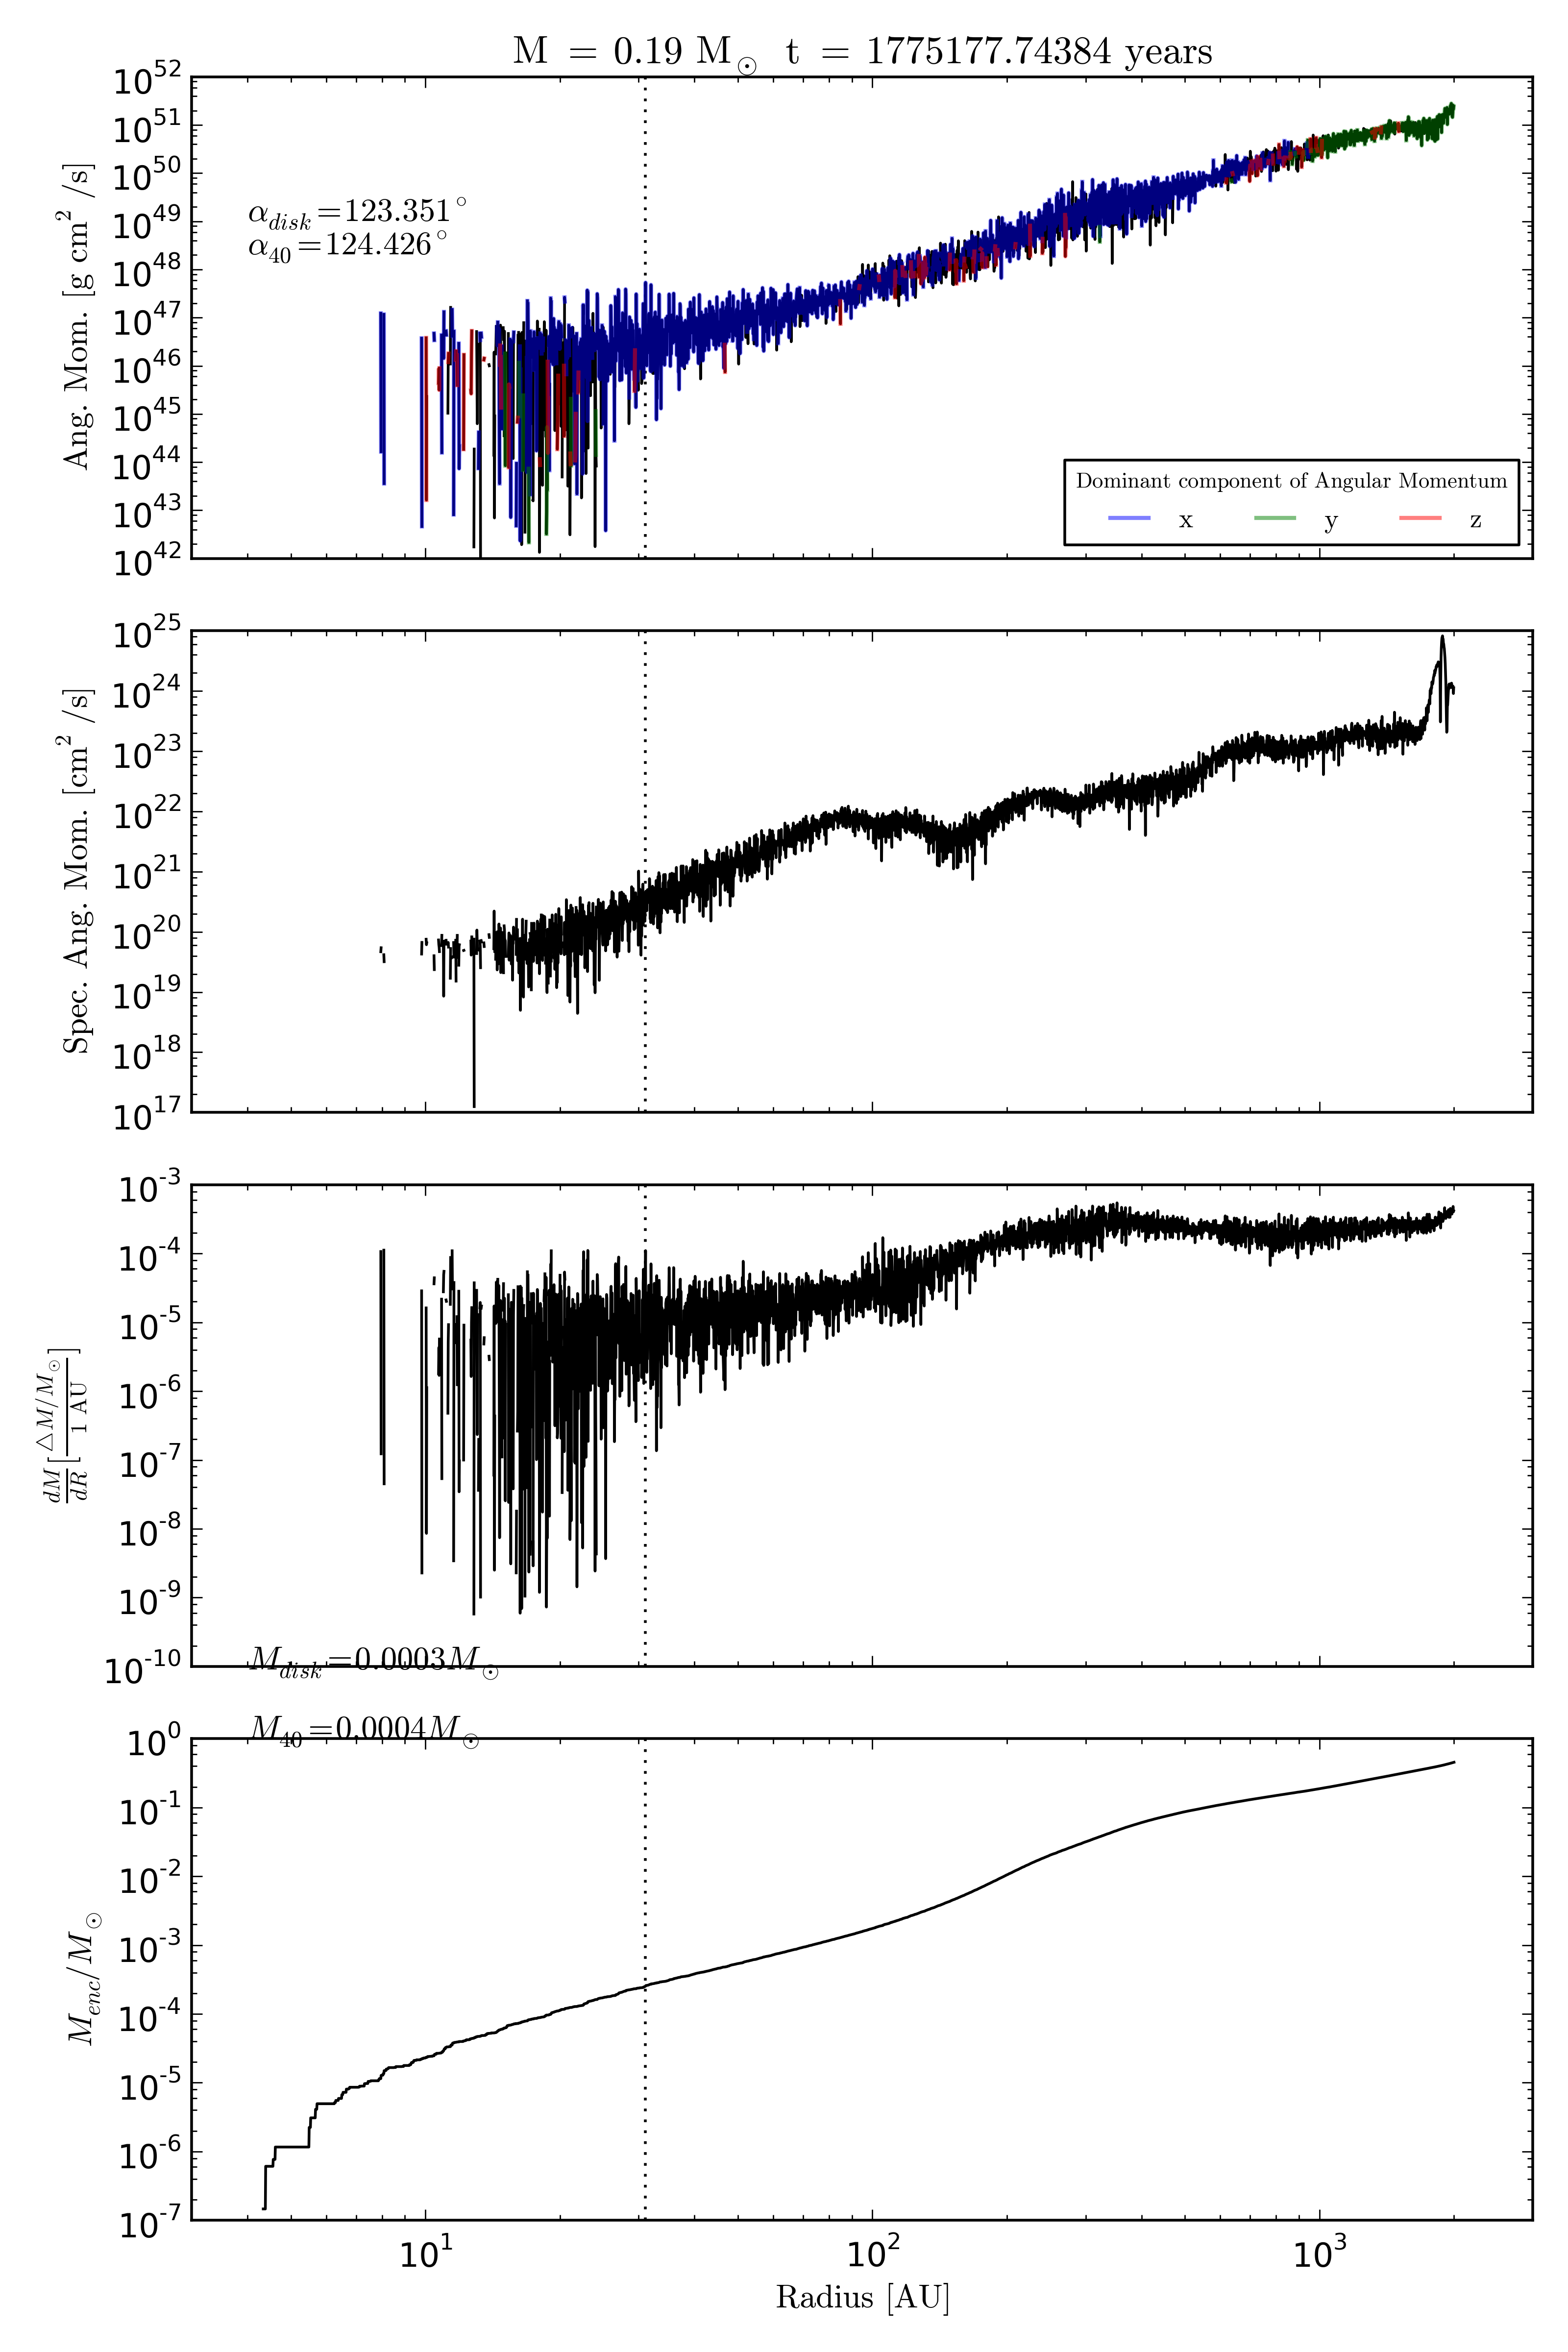 M = 0.19 M⊙ t = 1775177.74384 years
10^52
10^51
10^50
10^49
10^48
10^47
10^46
10^45
10^44
10^43
10^42
Ang. Mom. [g cm^2 /s]
α_disk=123.351°
α_40=124.426°
Dominant component of Angular Momentum
x y z
10^25
10^24
10^23
10^22
10^21
10^20
10^19
10^18
10^17
Spec. Ang. Mom. [cm^2 /s]
10^-3
10^-4
10^-5
10^-6
10^-7
10^-8
10^-9
10^-10
dM/dR [△M/M⊙ / 1 AU]
M_disk=0.0003M⊙
M_40=0.0004M⊙
10^0
10^-1
10^-2
10^-3
10^-4
10^-5
10^-6
10^-7
M_enc/M⊙
10^1 10^2 10^3
Radius [AU]